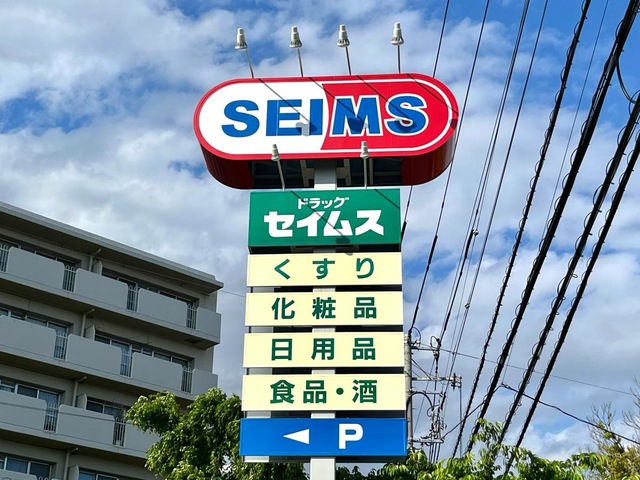 SEIMS
ドラッグ
セイムス
くすり
化粧品
日用品
食品・酒
P